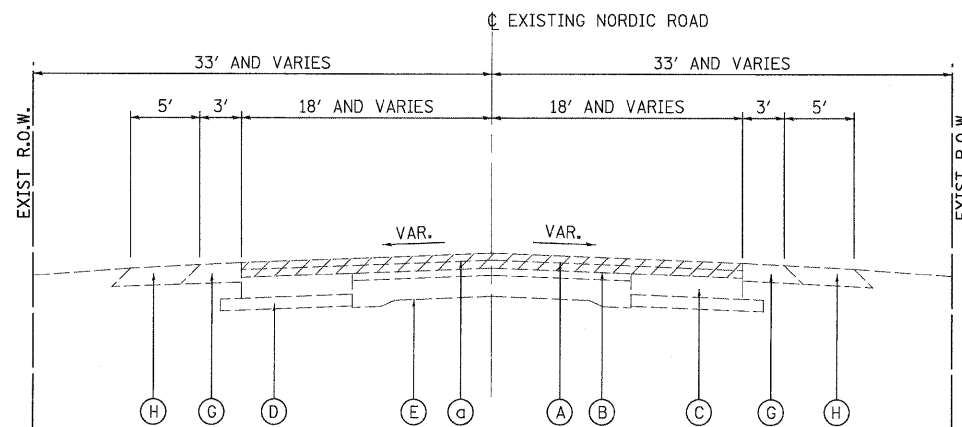 ℄ EXISTING NORDIC ROAD
33' AND VARIES 33' AND VARIES
5' 3' 18' AND VARIES 18' AND VARIES 3' 5'
EXIST R.O.W.
EXIST R.O.W.
VAR. VAR.
H G D E a A B C G H